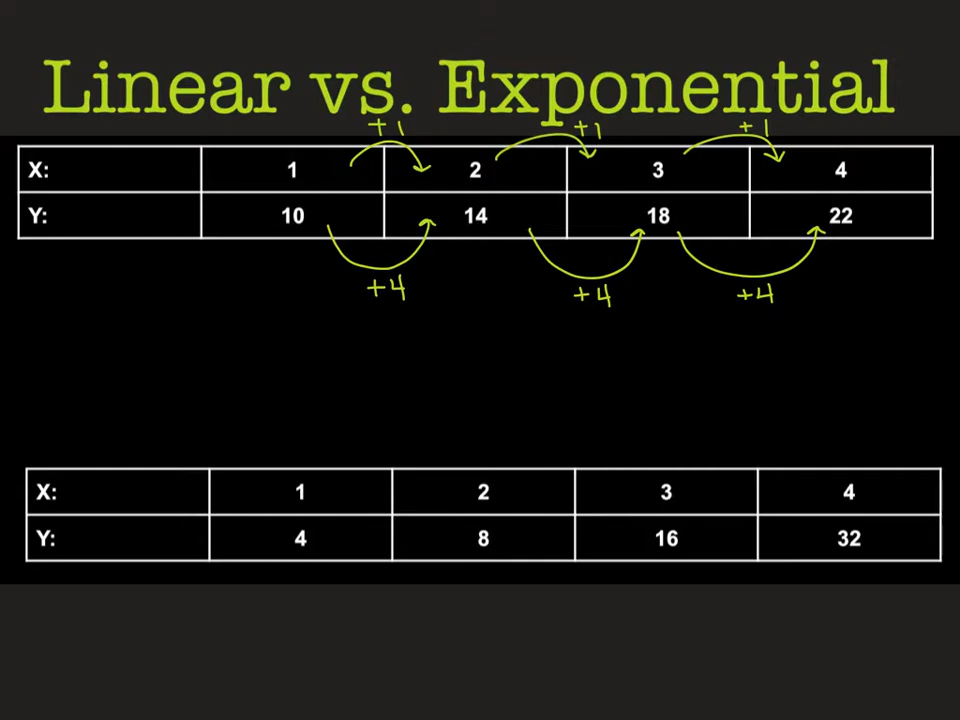 Linear vs. Exponential
+1 +1 +1
X: 1 2 3 4
Y: 10 14 18 22
+4 +4 +4
X: 1 2 3 4
Y: 4 8 16 32